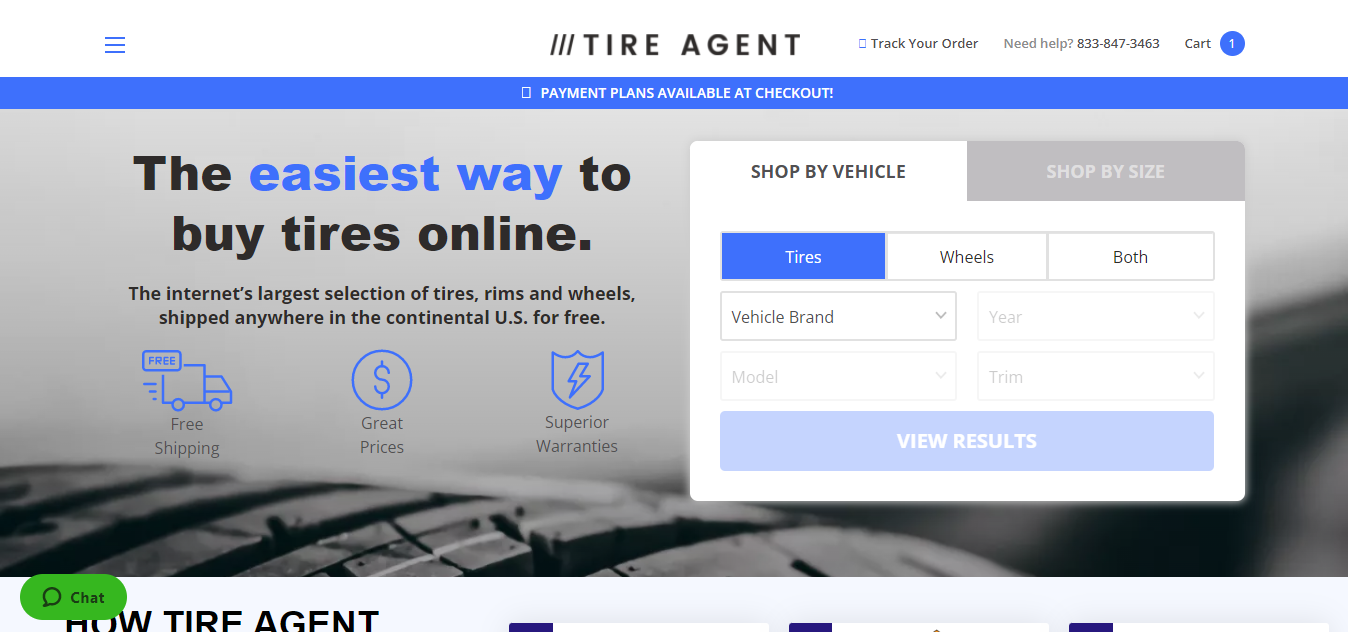 ///TIRE AGENT
Track Your Order
Need help? 833-847-3463
Cart 1
PAYMENT PLANS AVAILABLE AT CHECKOUT!
The easiest way to
buy tires online.
The internet’s largest selection of tires, rims and wheels,
shipped anywhere in the continental U.S. for free.
FREE
Free
Shipping
$
Great
Prices
Superior
Warranties
SHOP BY VEHICLE
SHOP BY SIZE
Tires
Wheels
Both
Vehicle Brand
Year
Model
Trim
VIEW RESULTS
Chat
HOW TIRE AGENT